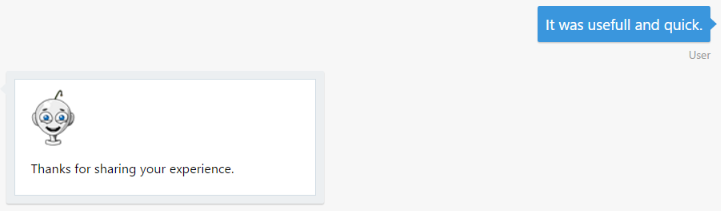 It was usefull and quick.
User
Thanks for sharing your experience.